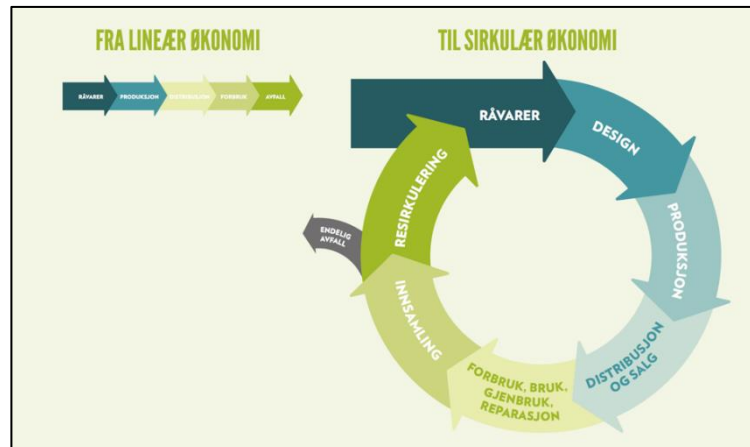 FRA LINEÆR ØKONOMI
RÅVARER
PRODUKSJON
DISTRIBUSJON
FORBRUK
AVFALL
TIL SIRKULÆR ØKONOMI
RÅVARER
DESIGN
PRODUKSJON
DISTRIBUSJON
OG SALG
FORBRUK, BRUK,
GJENBRUK,
REPARASJON
INNSAMLING
RESIRKULERING
ENDELIG
AVFALL